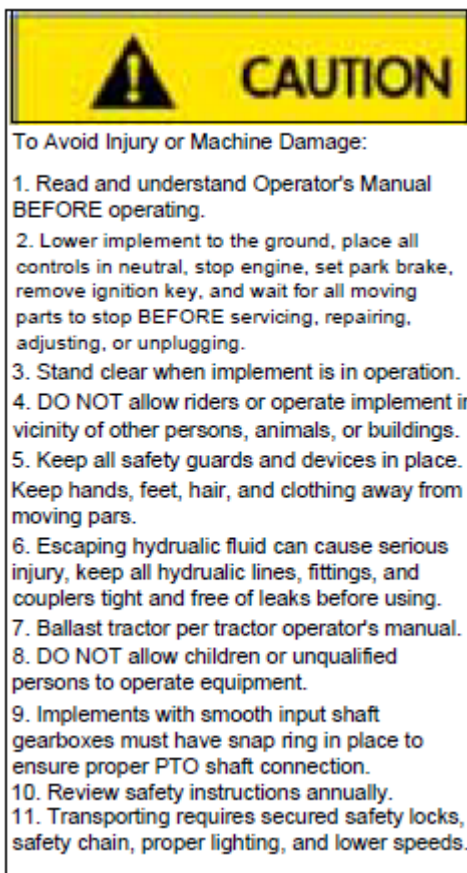 CAUTION
To Avoid Injury or Machine Damage:
1. Read and understand Operator's Manual
BEFORE operating.
2. Lower implement to the ground, place all
controls in neutral, stop engine, set park brake,
remove ignition key, and wait for all moving
parts to stop BEFORE servicing, repairing,
adjusting, or unplugging.
3. Stand clear when implement is in operation.
4. DO NOT allow riders or operate implement in
vicinity of other persons, animals, or buildings.
5. Keep all safety guards and devices in place.
Keep hands, feet, hair, and clothing away from
moving pars.
6. Escaping hydrualic fluid can cause serious
injury, keep all hydrualic lines, fittings, and
couplers tight and free of leaks before using.
7. Ballast tractor per tractor operator's manual.
8. DO NOT allow children or unqualified
persons to operate equipment.
9. Implements with smooth input shaft
gearboxes must have snap ring in place to
ensure proper PTO shaft connection.
10. Review safety instructions annually.
11. Transporting requires secured safety locks,
safety chain, proper lighting, and lower speeds.